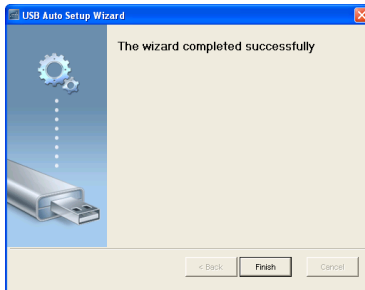 USB Auto Setup Wizard
The wizard completed successfully
< Back
Finish
Cancel